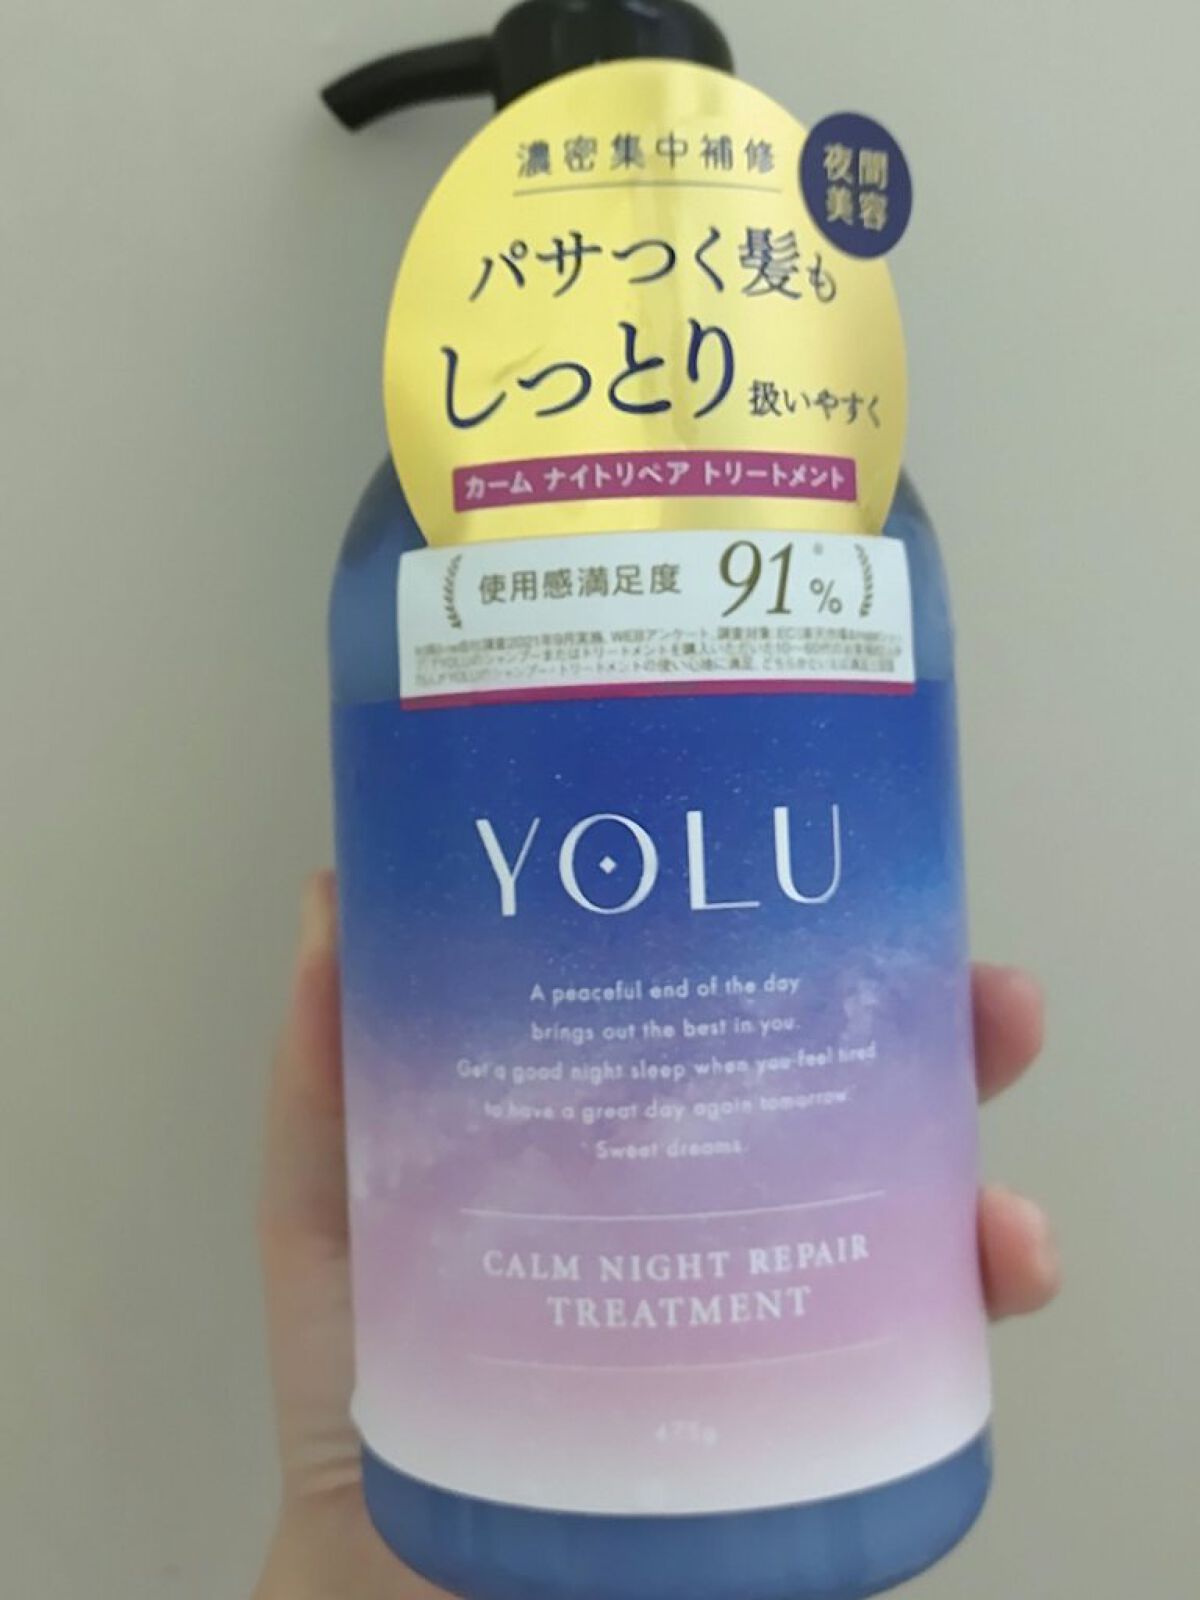 濃密集中補修
夜間
美容
パサつく髪も
しっとり扱いやすく
カーム ナイトリペア トリートメント
使用感満足度 91%
YOLU
A peaceful end of the day
brings out the best in you.
Get a good night sleep when you feel tired
to have a great day again tomorrow.
Sweet dreams.
CALM NIGHT REPAIR
TREATMENT
475g